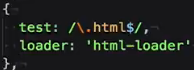 {
test: /\.html$/,
loader: 'html-loader'
},